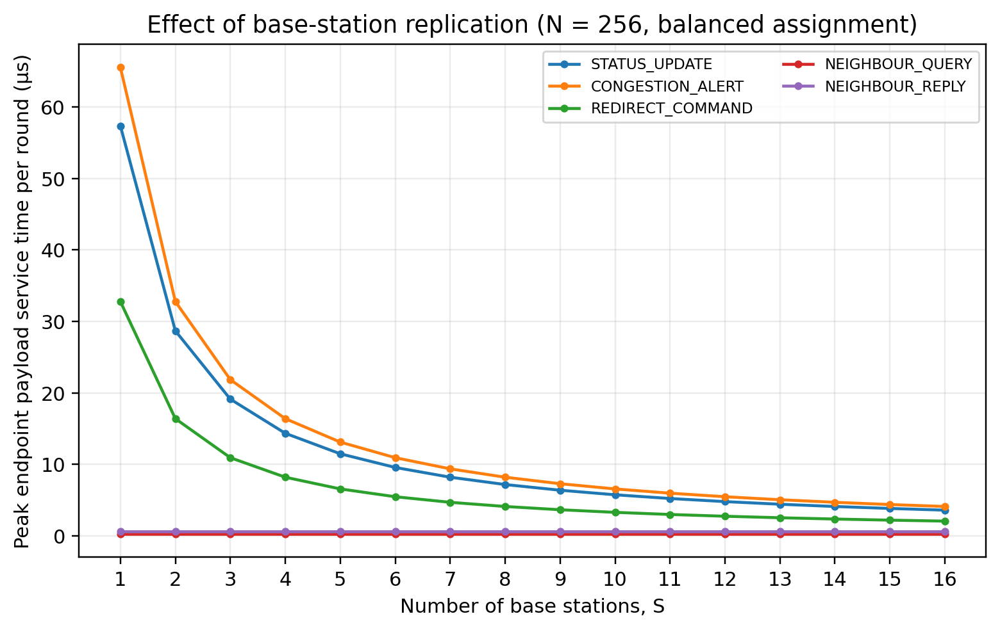 Effect of base-station replication (N = 256, balanced assignment)
Peak endpoint payload service time per round (µs)
60
50
40
30
20
10
0
STATUS_UPDATE
CONGESTION_ALERT
REDIRECT_COMMAND
NEIGHBOUR_QUERY
NEIGHBOUR_REPLY
1 2 3 4 5 6 7 8 9 10 11 12 13 14 15 16
Number of base stations, S